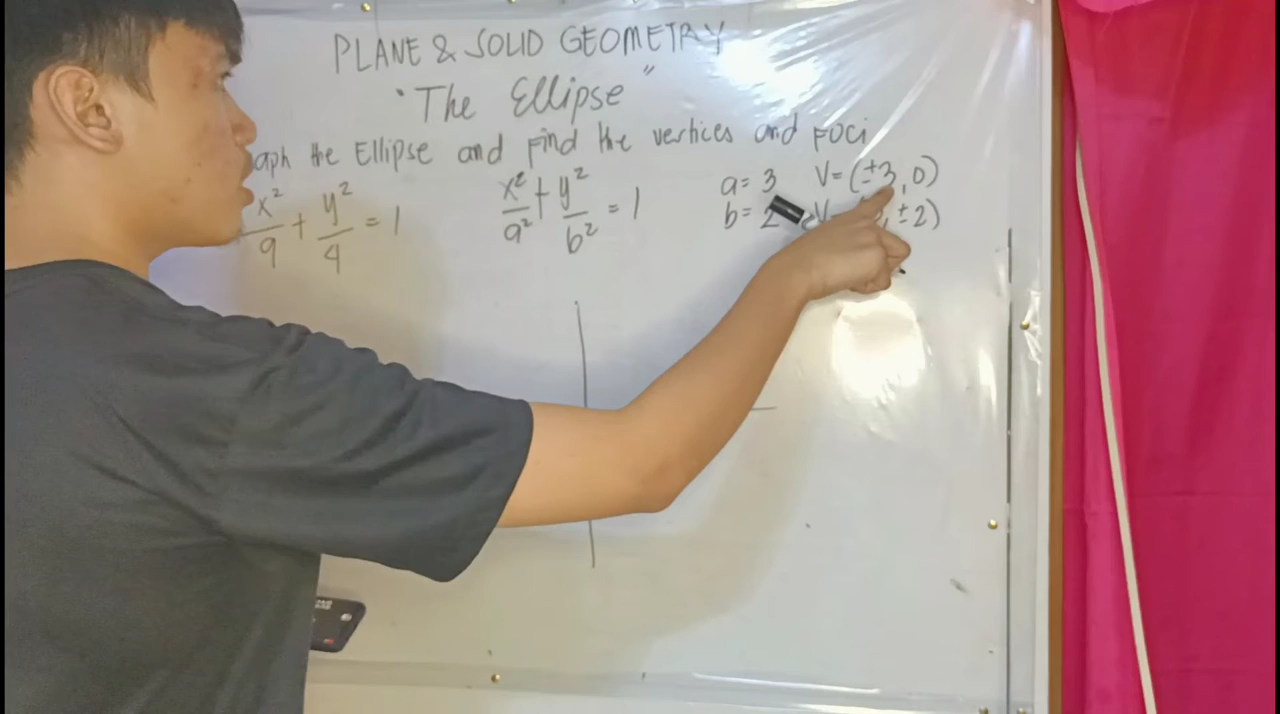 PLANE & SOLID GEOMETRY
"The Ellipse"
aph the Ellipse and Find the vertices and Foci
x²/9 + y²/4 = 1
x²/a² + y²/b² = 1
a = 3 V = (±3, 0)
b = 2 , ±2)